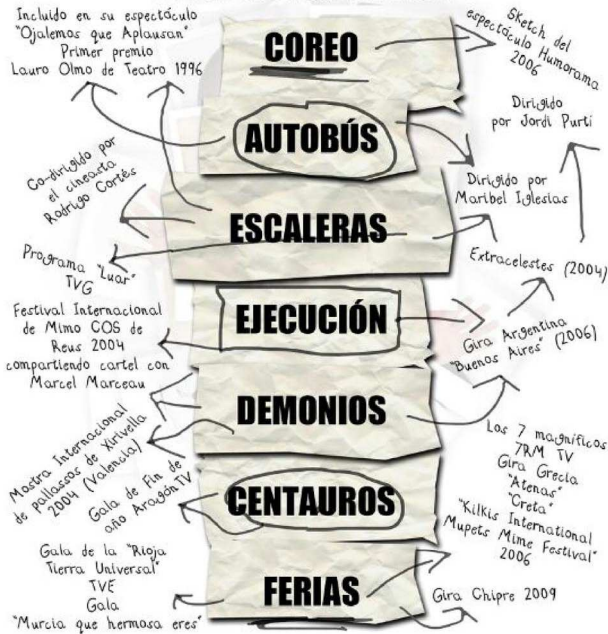 Incluido en su espectáculo
"Ojalemos que Aplausan"
Primer premio
Lauro Olmo de Teatro 1996
COREO
Sketch del
espectáculo Humorama
2006
AUTOBÚS
Dirigido
por Jordi Purtí
Co-dirigido por
el cineasta
Rodrigo Cortés
ESCALERAS
Dirigido por
Maribel Iglesias
Programa "Luar"
TVG
Extracelestes (2004)
EJECUCIÓN
Festival Internacional
de Mimo COS de
Reus 2004
compartiendo cartel con
Marcel Marceau
Gira Argentina
"Buenos Aires" (2006)
DEMONIOS
Mostra Internacional
de pallassos de Xirivella
2004 (Valencia)
Los 7 magníficos
7RM TV
Gira Grecia
"Atenas"
"Creta"
"Kilkis International
Mupets Mime Festival"
2006
CENTAUROS
Gala de Fin de
año AragónTV
FERIAS
Gala de la "Rioja
Tierra Universal"
TVE
Gala
"Murcia que hermosa eres"
Gira Chipre 2009